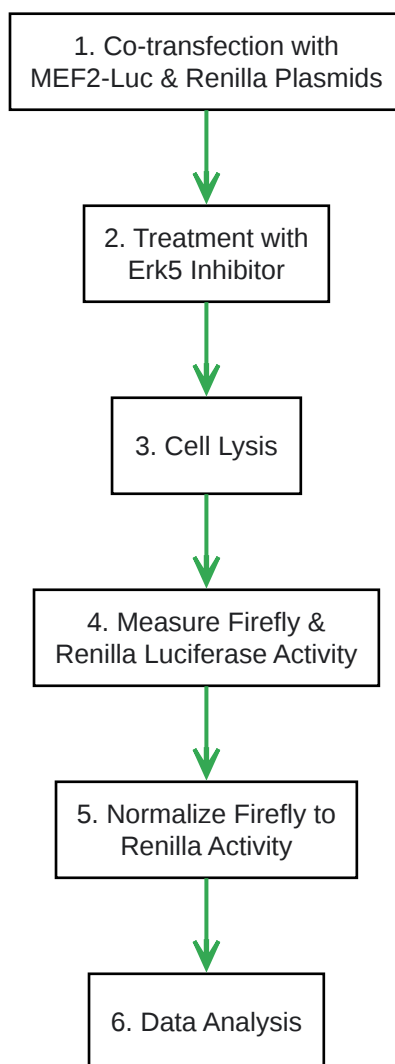 1. Co-transfection with
MEF2-Luc & Renilla Plasmids
2. Treatment with
Erk5 Inhibitor
3. Cell Lysis
4. Measure Firefly &
Renilla Luciferase Activity
5. Normalize Firefly to
Renilla Activity
6. Data Analysis